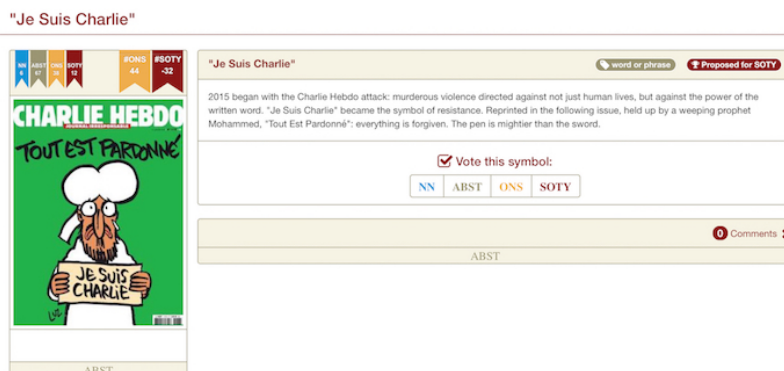 "Je Suis Charlie"
NN
6
ABST
67
ONS
SOTY
12
#ONS
44
#SOTY
-32
CHARLIE HEBDO
JOURNAL IRRESPONSABLE
TOUT EST PARDONNÉ
JE SUIS
CHARLIE
LUZ
ABST
"Je Suis Charlie"
word or phrase
Proposed for SOTY
2015 began with the Charlie Hebdo attack: murderous violence directed against not just human lives, but against the power of the
written word. "Je Suis Charlie" became the symbol of resistance. Reprinted in the following issue, held up by a weeping prophet
Mohammed, "Tout Est Pardonné": everything is forgiven. The pen is mightier than the sword.
Vote this symbol:
NN ABST ONS SOTY
0 Comments
ABST